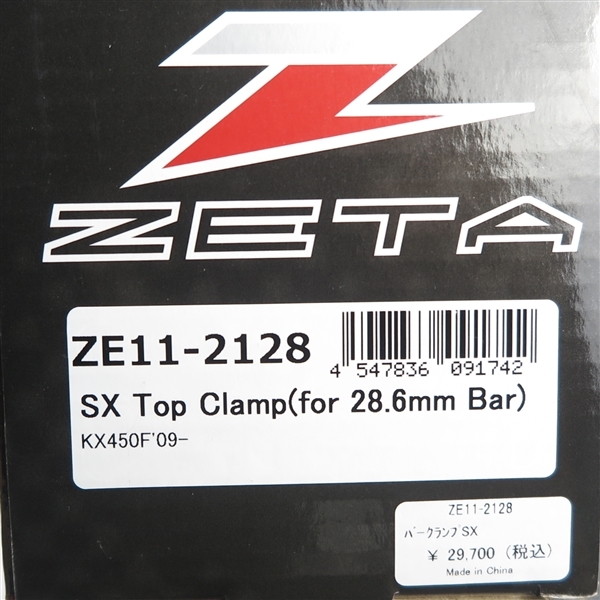 ZETA
ZE11-2128
4 547836 091742
SX Top Clamp(for 28.6mm Bar)
KX450F'09-
ZE11-2128
バークランプSX
¥ 29,700 (税込)
Made in China